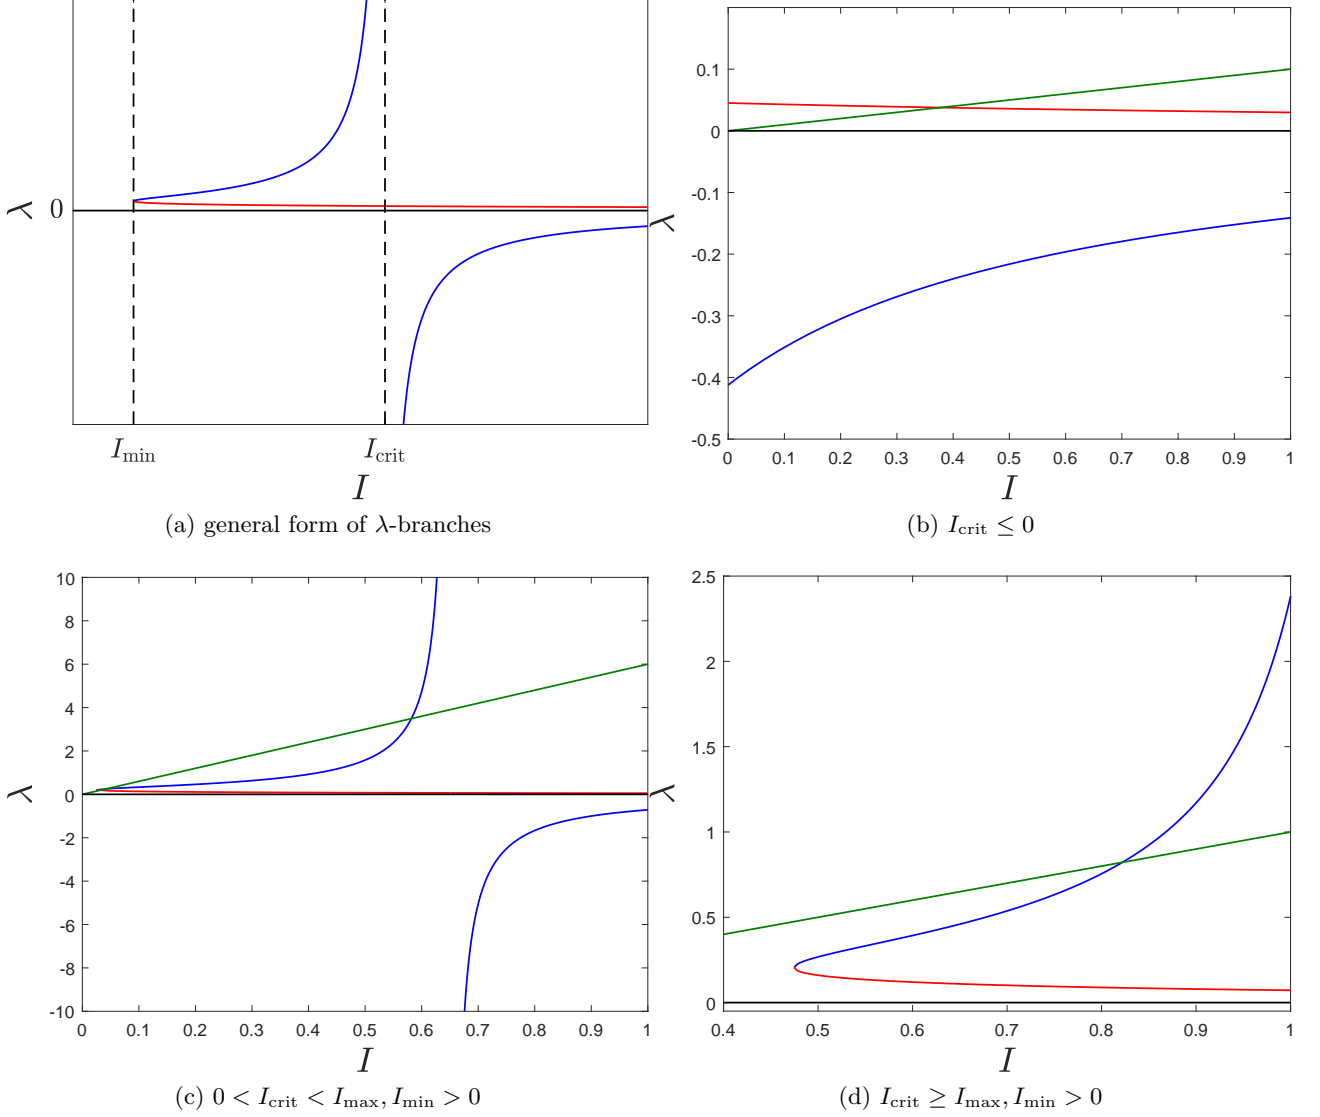 λ
0
I_min I_crit
I
(a) general form of λ-branches
λ
0.1
0
-0.1
-0.2
-0.3
-0.4
-0.5
0 0.1 0.2 0.3 0.4 0.5 0.6 0.7 0.8 0.9 1
I
(b) I_crit ≤ 0
λ
10
8
6
4
2
0
-2
-4
-6
-8
-10
0 0.1 0.2 0.3 0.4 0.5 0.6 0.7 0.8 0.9 1
I
(c) 0 < I_crit < I_max, I_min > 0
λ
2.5
2
1.5
1
0.5
0
0.4 0.5 0.6 0.7 0.8 0.9 1
I
(d) I_crit ≥ I_max, I_min > 0